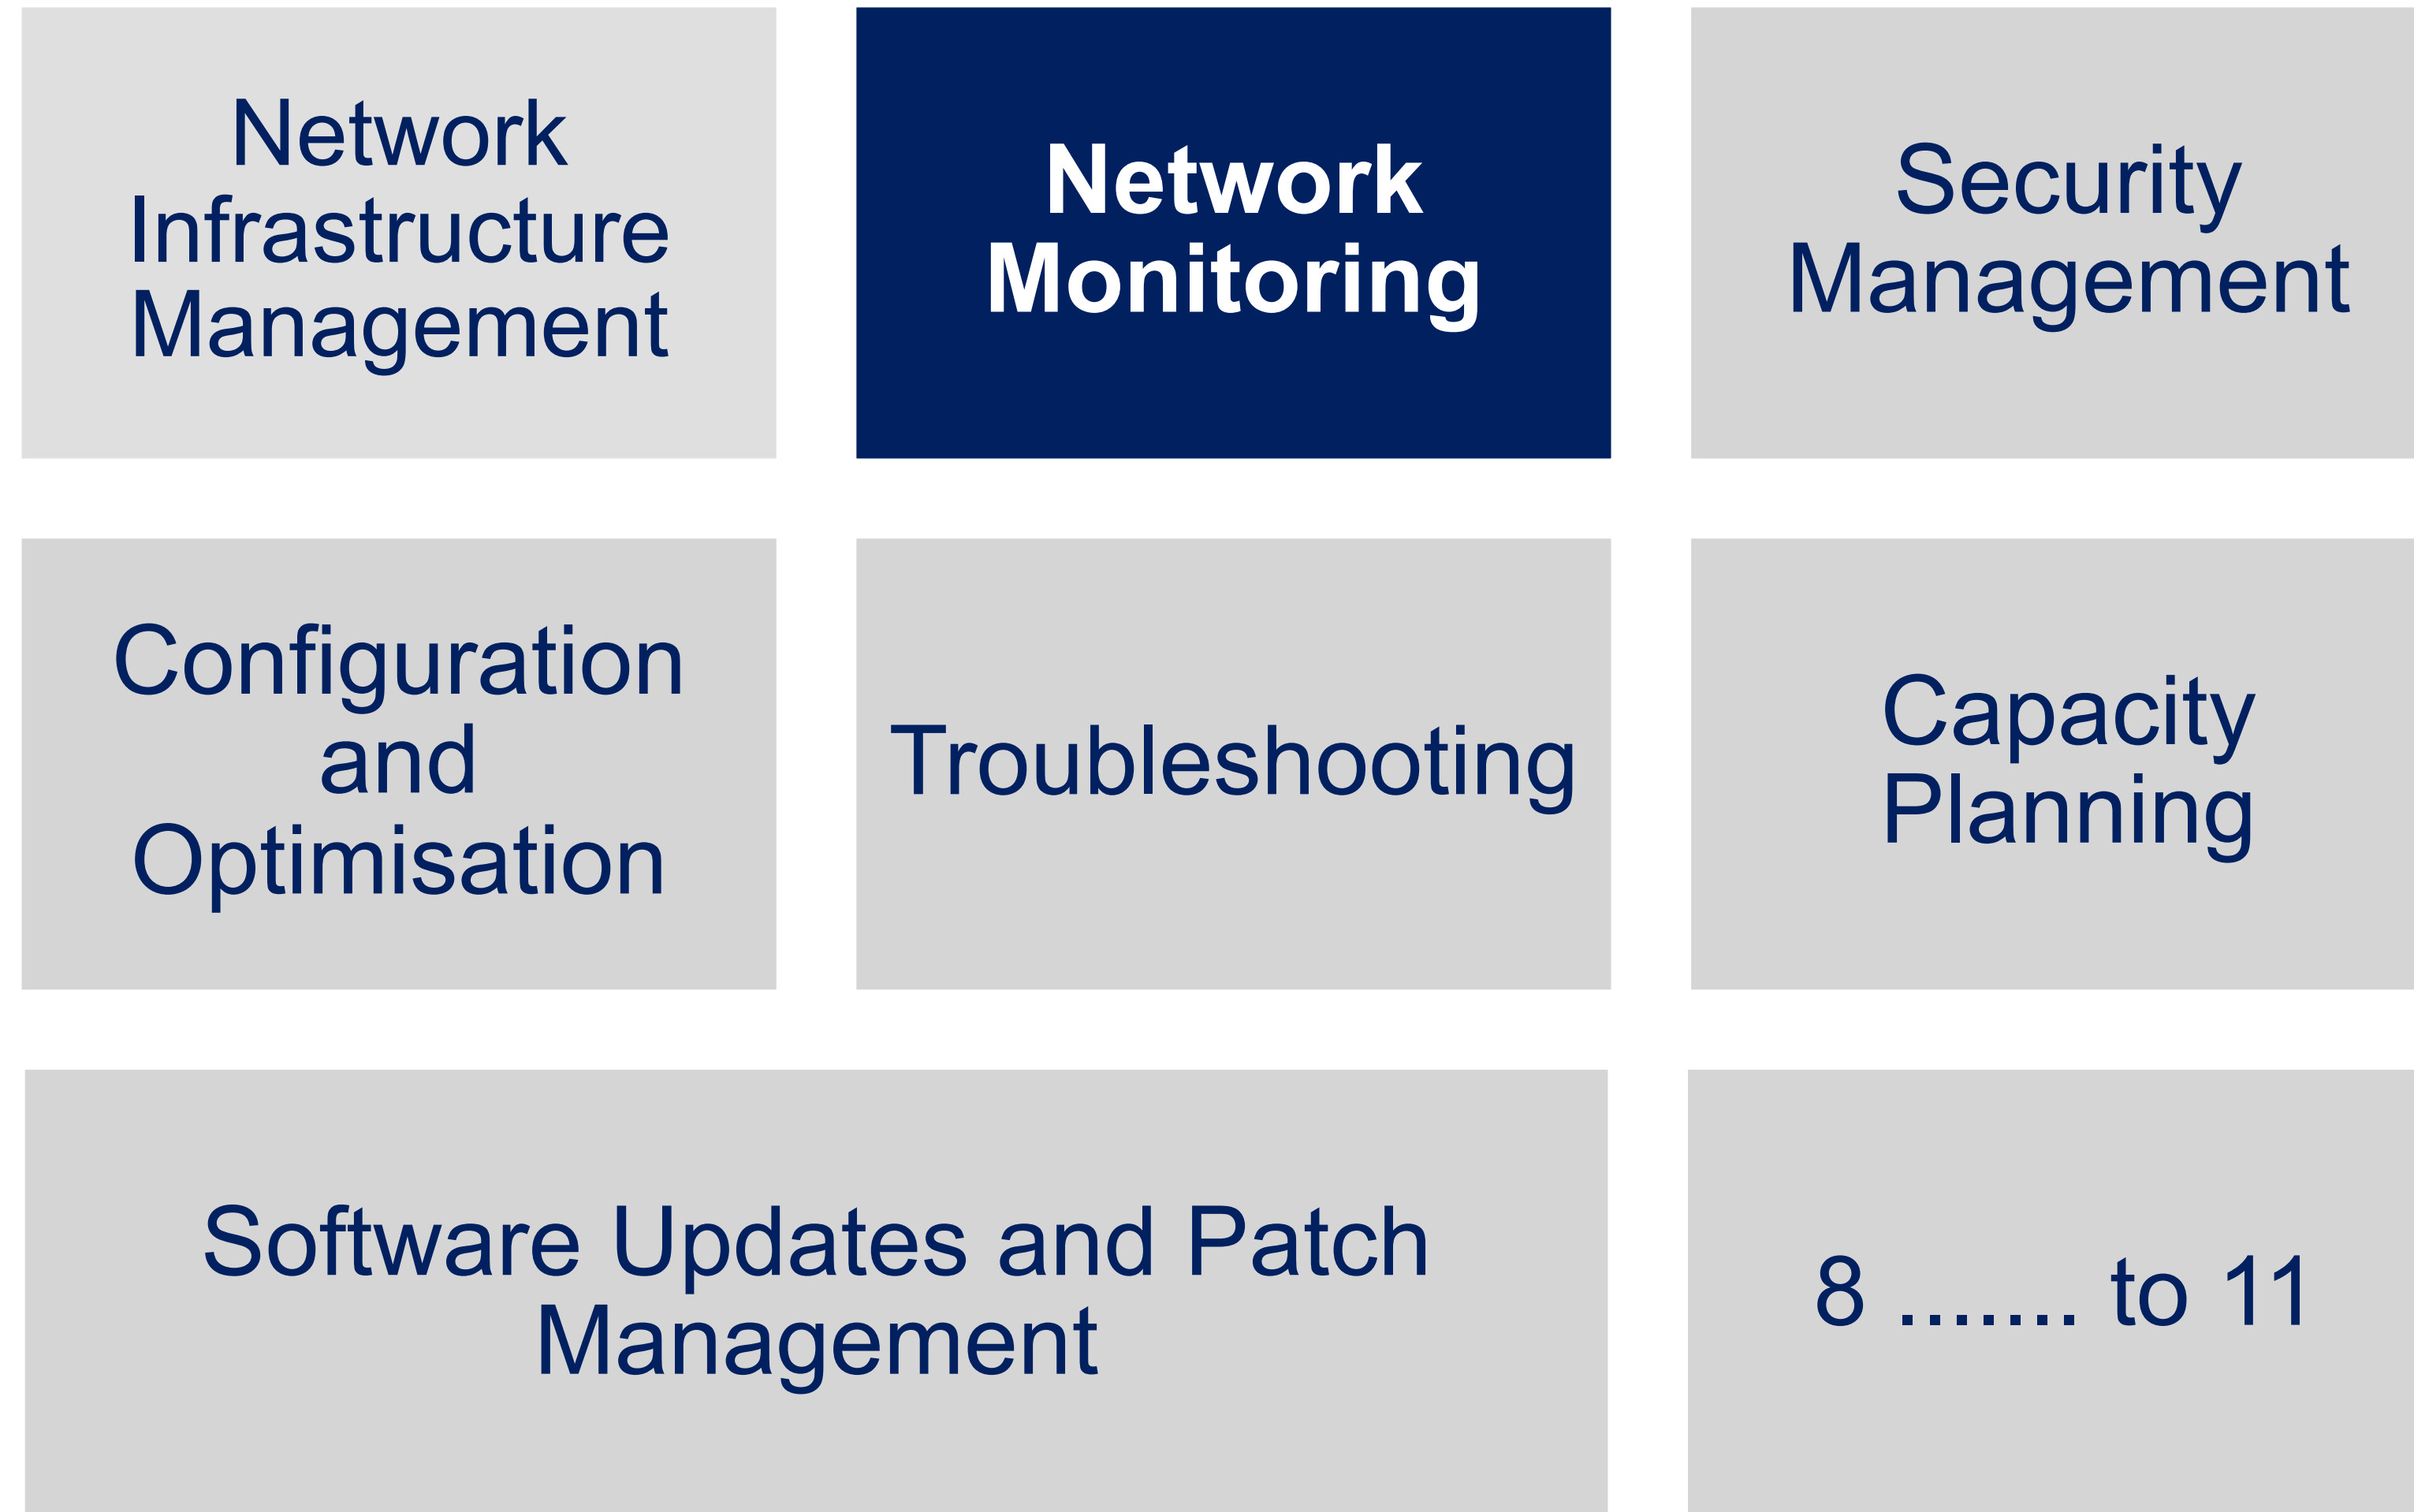 Network
Infrastructure
Management
Network
Monitoring
Security
Management
Configuration
and
Optimisation
Troubleshooting
Capacity
Planning
Software Updates and Patch
Management
8 ....... to 11